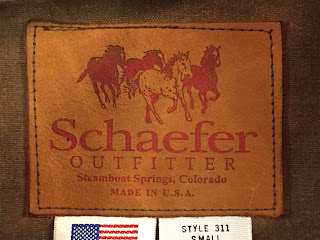 Schaefer
OUTFITTER
Steamboat Springs, Colorado
MADE IN U.S.A.
STYLE 311
SMALL